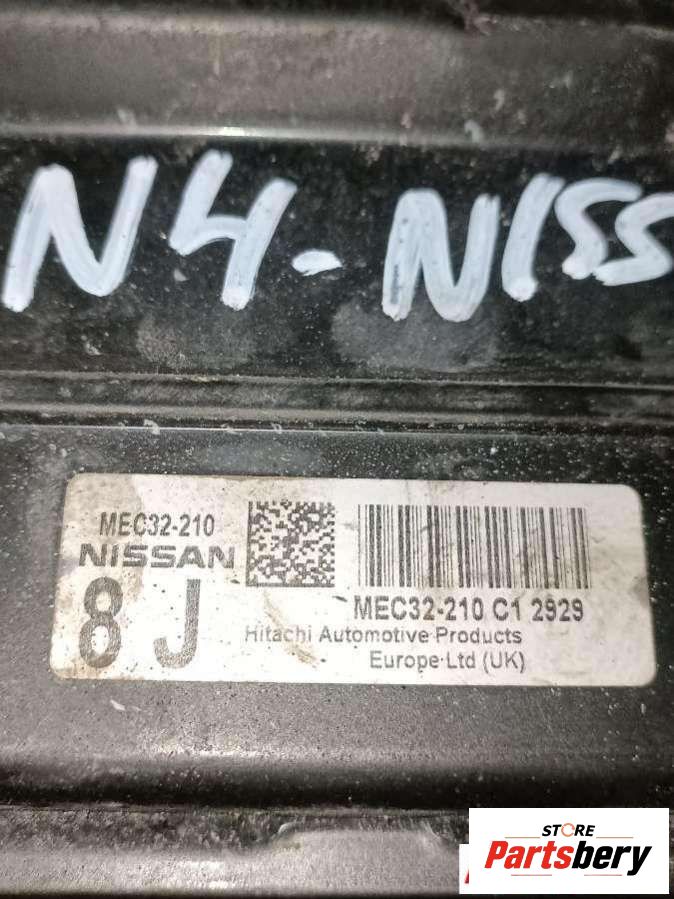 N4-NISS
MEC32-210
NISSAN
8 J
MEC32-210 C1 2929
Hitachi Automotive Products
Europe Ltd (UK)
STORE
Partsbery